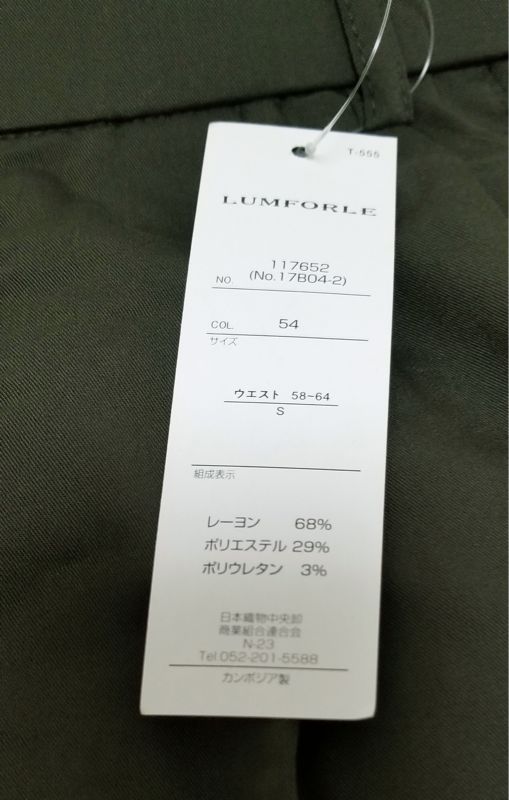 T-555
LUMFORLE
117652
NO. (No.17B04-2)
COL. 54
サイズ
ウエスト 58~64
S
組成表示
レーヨン 68%
ポリエステル 29%
ポリウレタン 3%
日本織物中央卸
商業組合連合会
N-23
Tel.052-201-5588
カンボジア製